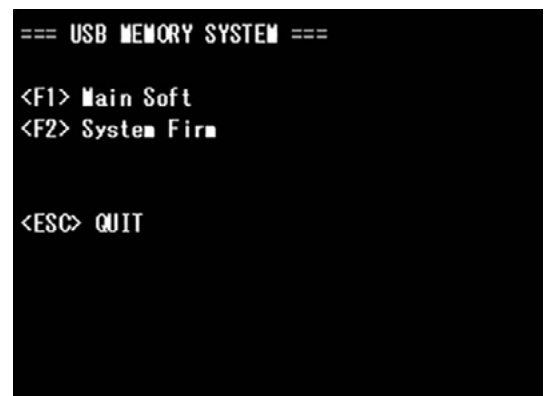 === USB MEMORY SYSTEM ===
<F1> Main Soft
<F2> System Firm
<ESC> QUIT